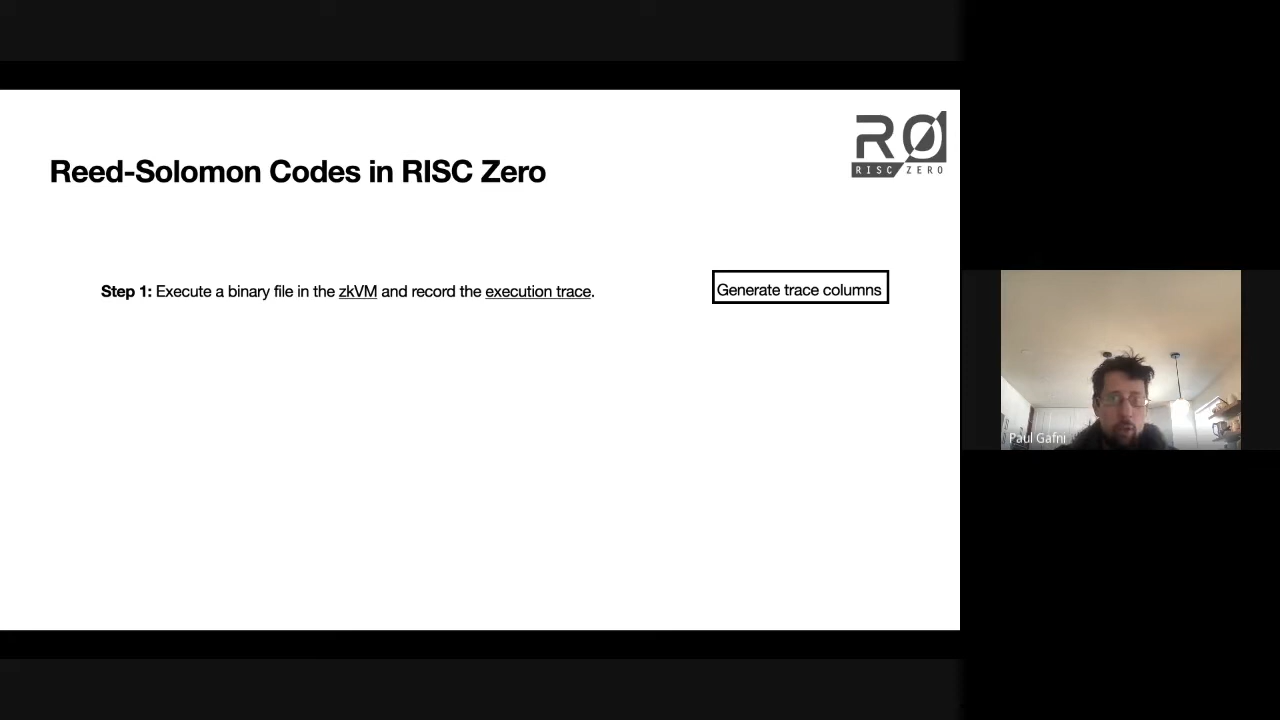 RØ
RISC ZERO
Reed-Solomon Codes in RISC Zero
Step 1: Execute a binary file in the zkVM and record the execution trace.
Generate trace columns
Paul Gafni